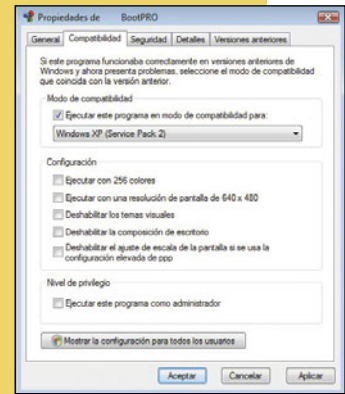 Propiedades de BootPRO
General Compatibilidad Seguridad Detalles Versiones anteriores
Si este programa funcionaba correctamente en versiones anteriores de
Windows y ahora presenta problemas, seleccione el modo de compatibilidad
que coincida con la versión anterior.
Modo de compatibilidad
Ejecutar este programa en modo de compatibilidad para:
Windows XP (Service Pack 2)
Configuración
Ejecutar con 256 colores
Ejecutar con una resolución de pantalla de 640 x 480
Deshabilitar los temas visuales
Deshabilitar la composición de escritorio
Deshabilitar el ajuste de escala de la pantalla si se usa la
configuración elevada de ppp
Nivel de privilegio
Ejecutar este programa como administrador
Mostrar la configuración para todos los usuarios
Aceptar Cancelar Aplicar